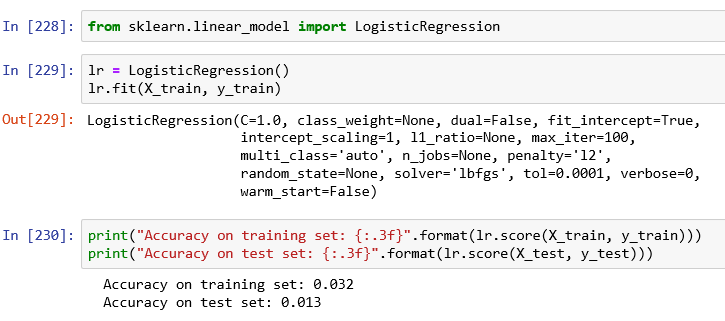 In [228]: from sklearn.linear_model import LogisticRegression
In [229]: lr = LogisticRegression()
lr.fit(X_train, y_train)
Out[229]: LogisticRegression(C=1.0, class_weight=None, dual=False, fit_intercept=True,
intercept_scaling=1, l1_ratio=None, max_iter=100,
multi_class='auto', n_jobs=None, penalty='l2',
random_state=None, solver='lbfgs', tol=0.0001, verbose=0,
warm_start=False)
In [230]: print("Accuracy on training set: {:.3f}".format(lr.score(X_train, y_train)))
print("Accuracy on test set: {:.3f}".format(lr.score(X_test, y_test)))
Accuracy on training set: 0.032
Accuracy on test set: 0.013